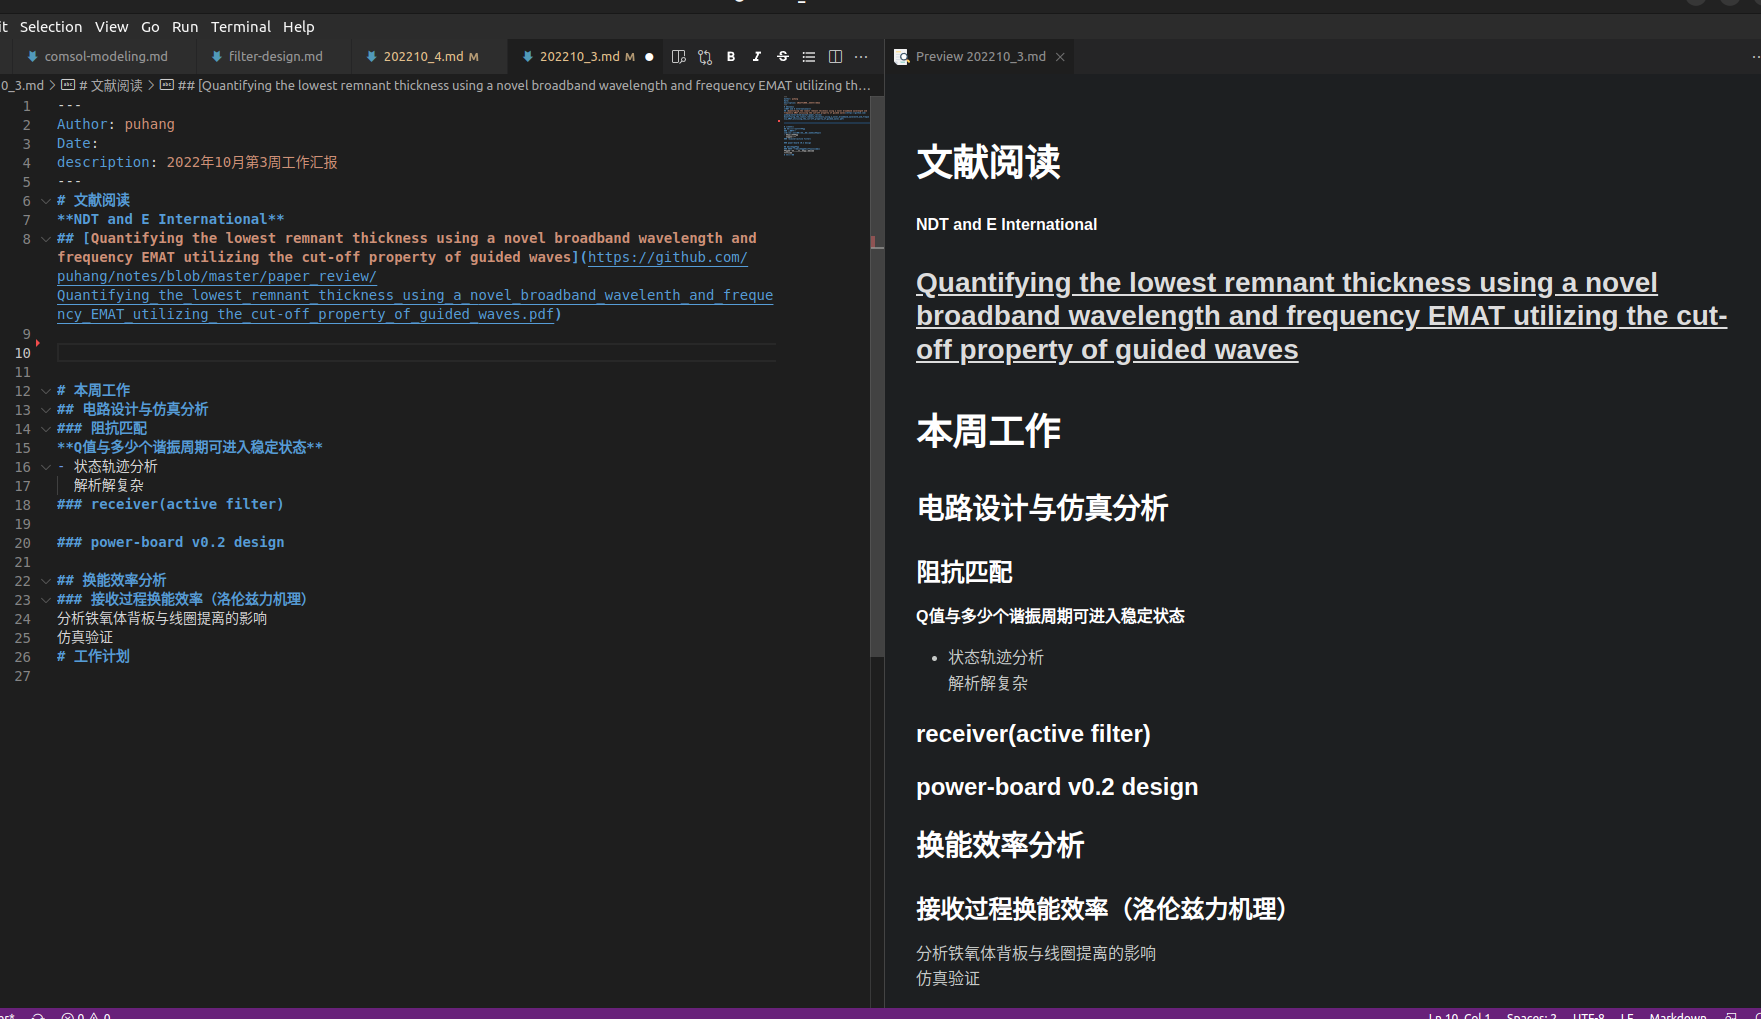 it Selection View Go Run Terminal Help
comsol-modeling.md filter-design.md 202210_4.md M 202210_3.md M
Preview 202210_3.md
0_3.md > # 文献阅读 > ## [Quantifying the lowest remnant thickness using a novel broadband wavelength and frequency EMAT utilizing th...
1 ---
2 Author: puhang
3 Date:
4 description: 2022年10月第3周工作汇报
5 ---
6 # 文献阅读
7 **NDT and E International**
8 ## [Quantifying the lowest remnant thickness using a novel broadband wavelength and
frequency EMAT utilizing the cut-off property of guided waves](https://github.com/
puhang/notes/blob/master/paper_review/
Quantifying_the_lowest_remnant_thickness_using_a_novel_broadband_wavelenth_and_freque
ncy_EMAT_utilizing_the_cut-off_property_of_guided_waves.pdf)
9
10
11
12 # 本周工作
13 ## 电路设计与仿真分析
14 ### 阻抗匹配
15 **Q值与多少个谐振周期可进入稳定状态**
16 - 状态轨迹分析
17 解析解复杂
18 ### receiver(active filter)
19
20 ### power-board v0.2 design
21
22 ## 换能效率分析
23 ### 接收过程换能效率（洛伦兹力机理）
24 分析铁氧体背板与线圈提离的影响
25 仿真验证
26 # 工作计划
27
文献阅读
NDT and E International
Quantifying the lowest remnant thickness using a novel
broadband wavelength and frequency EMAT utilizing the cut-
off property of guided waves
本周工作
电路设计与仿真分析
阻抗匹配
Q值与多少个谐振周期可进入稳定状态
• 状态轨迹分析
解析解复杂
receiver(active filter)
power-board v0.2 design
换能效率分析
接收过程换能效率（洛伦兹力机理）
分析铁氧体背板与线圈提离的影响
仿真验证
0 0 Ln 10, Col 1 Spaces: 2 UTF-8 LF Markdown